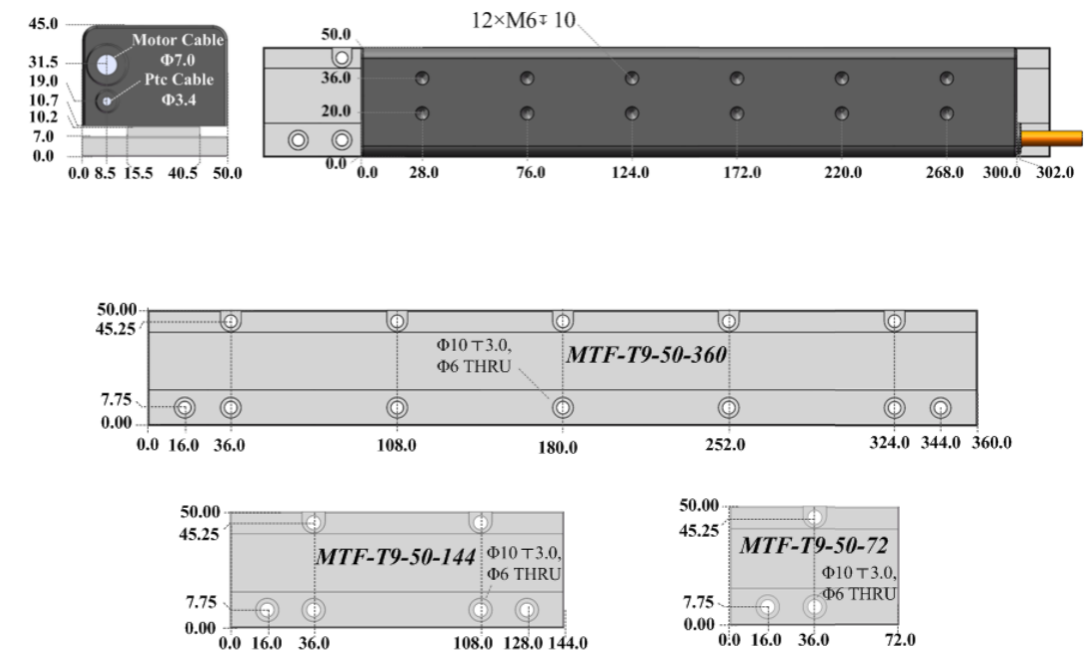 45.0
31.5
19.0
10.7
10.2
7.0
0.0
Motor Cable
Φ7.0
Ptc Cable
Φ3.4
0.0 8.5 15.5 40.5 50.0
12×M6↧ 10
50.0
36.0
20.0
0.0
0.0 28.0 76.0 124.0 172.0 220.0 268.0 300.0 302.0
50.00
45.25
7.75
0.00
Φ10 ↧3.0,
Φ6 THRU
MTF-T9-50-360
0.0 16.0 36.0 108.0 180.0 252.0 324.0 344.0 360.0
50.00
45.25
7.75
0.00
MTF-T9-50-144
Φ10 ↧3.0,
Φ6 THRU
0.0 16.0 36.0 108.0 128.0 144.0
50.00
45.25
7.75
0.00
MTF-T9-50-72
Φ10 ↧3.0,
Φ6 THRU
0.0 16.0 36.0 72.0